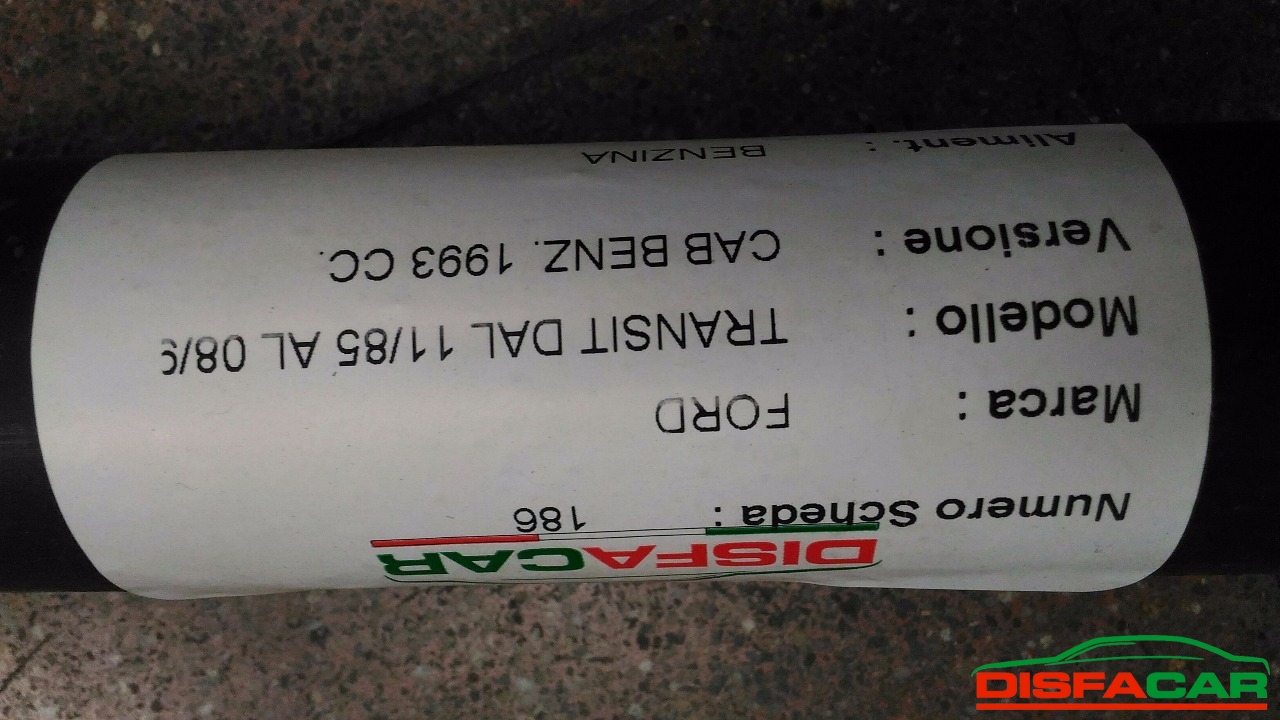 DISFACAR
Numero Scheda : 186
Marca : FORD
Modello : TRANSIT DAL 11/85 AL 08/9
Versione : CAB BENZ. 1993 CC.
Aliment. : BENZINA
DISFACAR